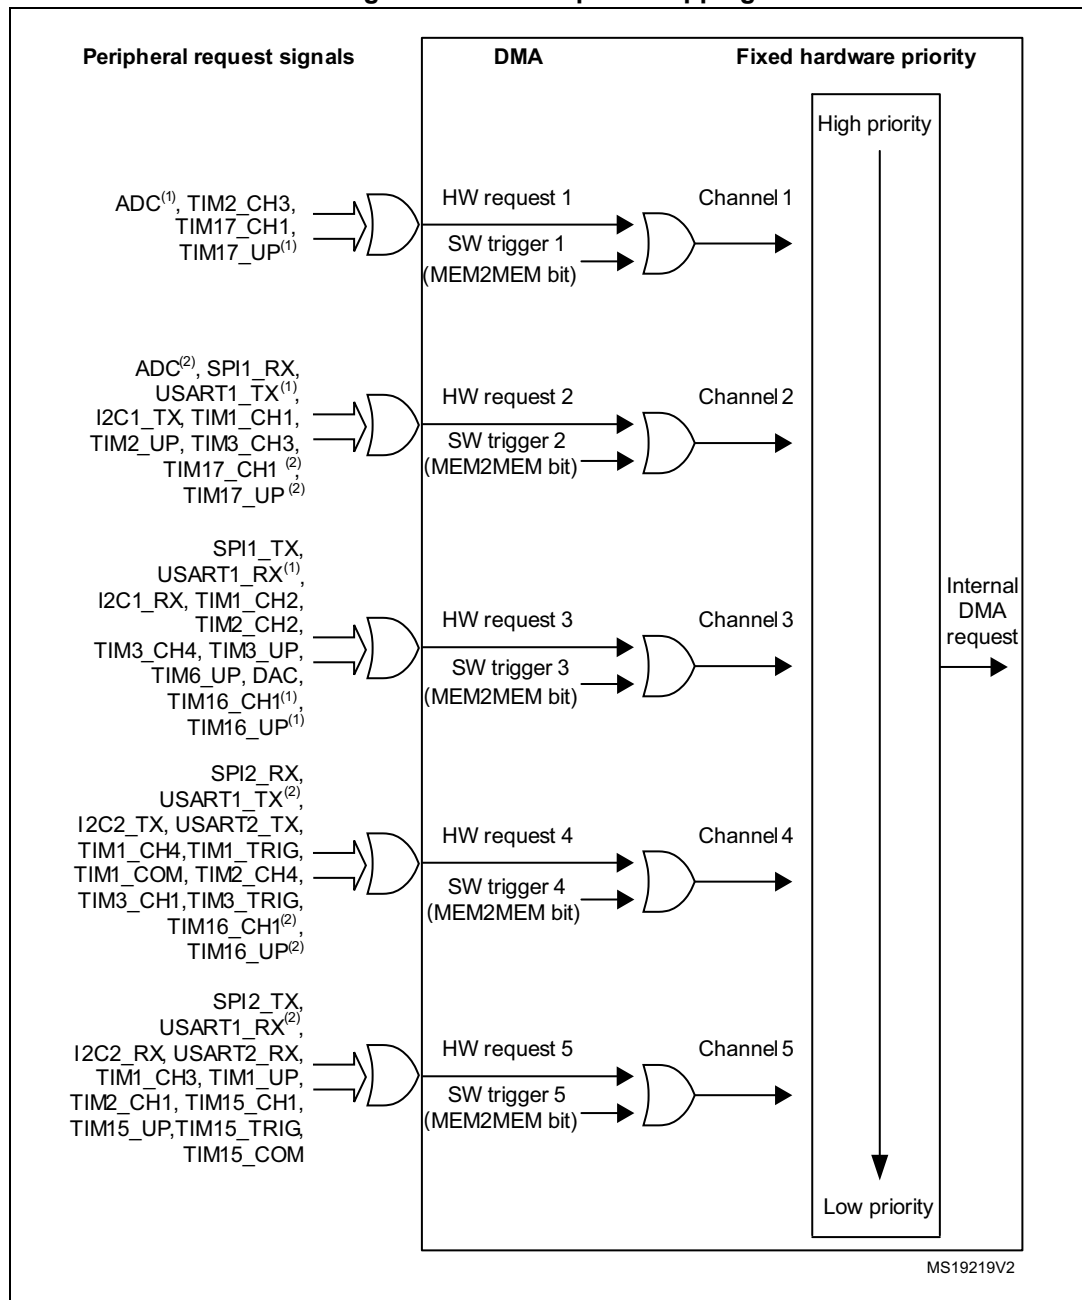 Peripheral request signals
DMA
Fixed hardware priority
High priority
ADC(1), TIM2_CH3,
TIM17_CH1,
TIM17_UP(1)
HW request 1
SW trigger 1
(MEM2MEM bit)
Channel 1
ADC(2), SPI1_RX,
USART1_TX(1),
I2C1_TX, TIM1_CH1,
TIM2_UP, TIM3_CH3,
TIM17_CH1 (2),
TIM17_UP (2)
HW request 2
SW trigger 2
(MEM2MEM bit)
Channel 2
SPI1_TX,
USART1_RX(1),
I2C1_RX, TIM1_CH2,
TIM2_CH2,
TIM3_CH4, TIM3_UP,
TIM6_UP, DAC,
TIM16_CH1(1),
TIM16_UP(1)
HW request 3
SW trigger 3
(MEM2MEM bit)
Channel 3
Internal
DMA
request
SPI2_RX,
USART1_TX(2),
I2C2_TX, USART2_TX,
TIM1_CH4,TIM1_TRIG,
TIM1_COM, TIM2_CH4,
TIM3_CH1,TIM3_TRIG,
TIM16_CH1(2),
TIM16_UP(2)
HW request 4
SW trigger 4
(MEM2MEM bit)
Channel 4
SPI2_TX,
USART1_RX(2),
I2C2_RX, USART2_RX,
TIM1_CH3, TIM1_UP,
TIM2_CH1, TIM15_CH1,
TIM15_UP,TIM15_TRIG,
TIM15_COM
HW request 5
SW trigger 5
(MEM2MEM bit)
Channel 5
Low priority
MS19219V2